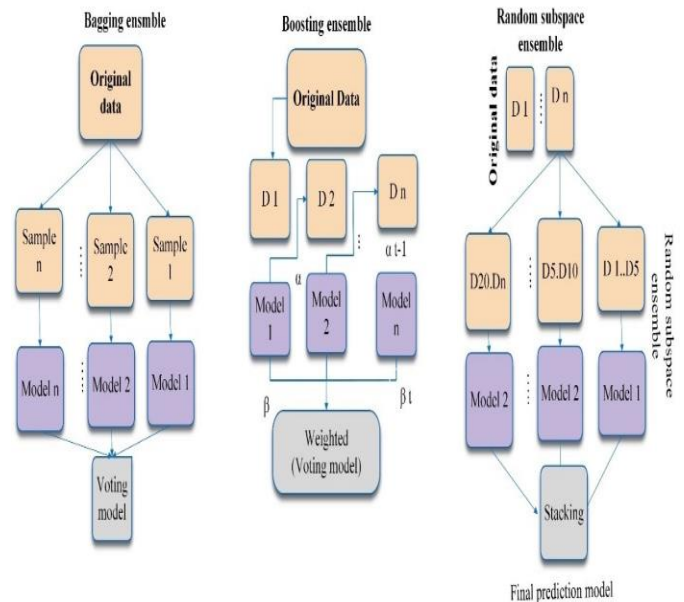 Bagging ensmble
Original
data
Sample
n
Sample
2
Sample
1
Model n
Model 2
Model 1
Voting
model
Boosting ensemble
Original Data
D 1
D 2
D n
α
α t-1
Model
1
Model
2
Model
n
β
β t
Weighted
(Voting model)
Random subspace
ensemble
Original data
D 1
D n
D20.Dn
D5.D10
D 1..D5
Random subspace
ensemble
Model 2
Model 2
Model 1
Stacking
Final prediction model